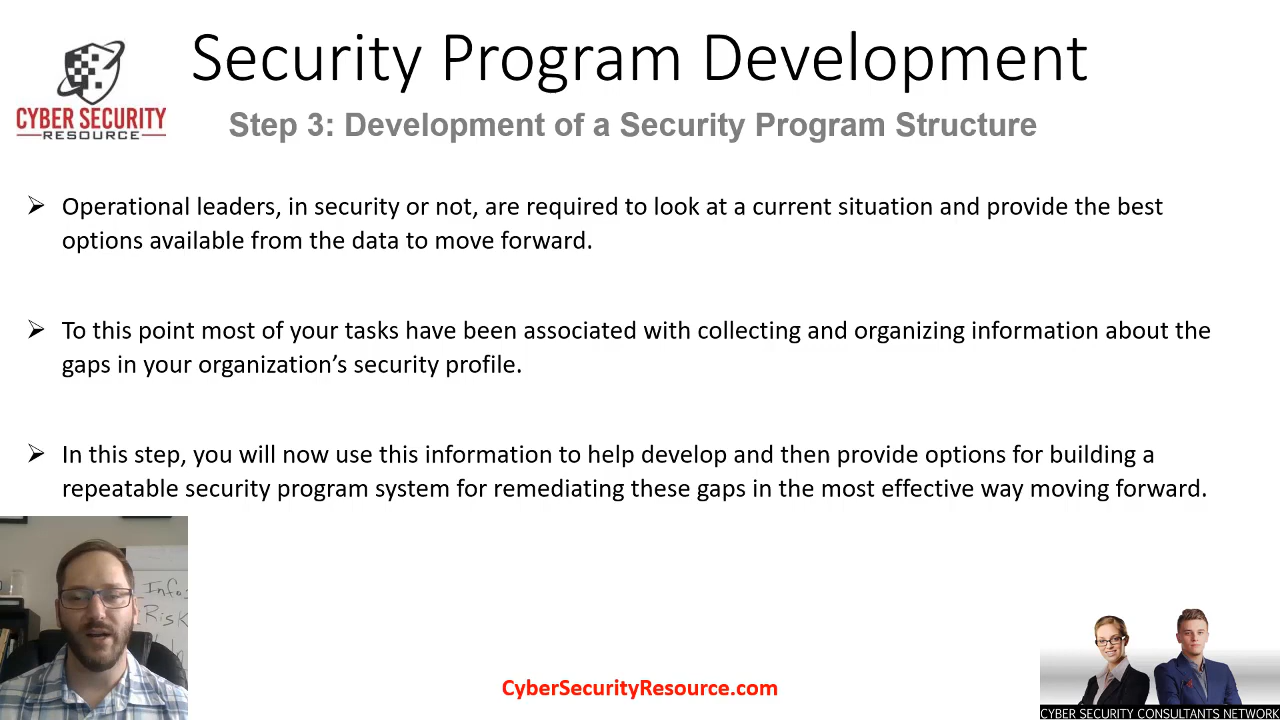 Security Program Development
CYBER SECURITY
RESOURCE
Step 3: Development of a Security Program Structure
➢ Operational leaders, in security or not, are required to look at a current situation and provide the best
options available from the data to move forward.
➢ To this point most of your tasks have been associated with collecting and organizing information about the
gaps in your organization’s security profile.
➢ In this step, you will now use this information to help develop and then provide options for building a
repeatable security program system for remediating these gaps in the most effective way moving forward.
Info
Risk
CyberSecurityResource.com
CYBER SECURITY CONSULTANTS NETWORK